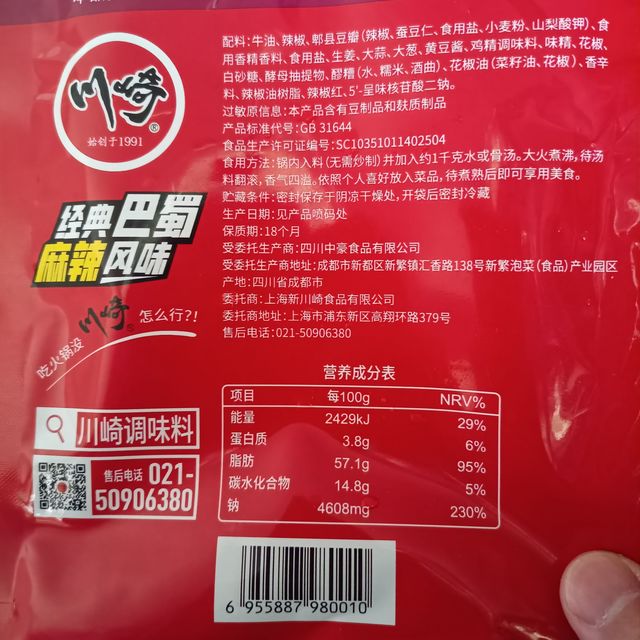 配料:牛油、辣椒、郫县豆瓣(辣椒、蚕豆仁、食用盐、小麦粉、山梨酸钾)、食
用香精香料、食用盐、生姜、大蒜、大葱、黄豆酱、鸡精调味料、味精、花椒、
白砂糖、酵母抽提物、醪糟(水、糯米、酒曲)、花椒油(菜籽油、花椒)、香辛
料、辣椒油树脂、辣椒红、5'-呈味核苷酸二钠。
过敏原信息:本产品含有豆制品和麸质制品
产品标准代号:GB 31644
食品生产许可证编号:SC10351011402504
食用方法:锅内入料(无需炒制)并加入约1千克水或骨汤。大火煮沸,待汤
料翻滚,香气四溢。依照个人喜好放入菜品,待煮熟后即可享用美食。
贮藏条件:密封保存于阴凉干燥处,开袋后密封冷藏
生产日期:见产品喷码处
保质期:18个月
受委托生产商:四川中豪食品有限公司
受委托生产商地址:成都市新都区新繁镇汇香路138号新繁泡菜(食品)产业园区
产地:四川省成都市
委托商:上海新川崎食品有限公司
委托商地址:上海市浦东新区高翔环路379号
售后电话:021-50906380
川崎®
始创于1991
经典巴蜀
麻辣风味
吃火锅没川崎®怎么行?!
川崎调味料
售后电话 021-
50906380
营养成分表
项目 每100g NRV%
能量 2429kJ 29%
蛋白质 3.8g 6%
脂肪 57.1g 95%
碳水化合物 14.8g 5%
钠 4608mg 230%
6 955887 980010